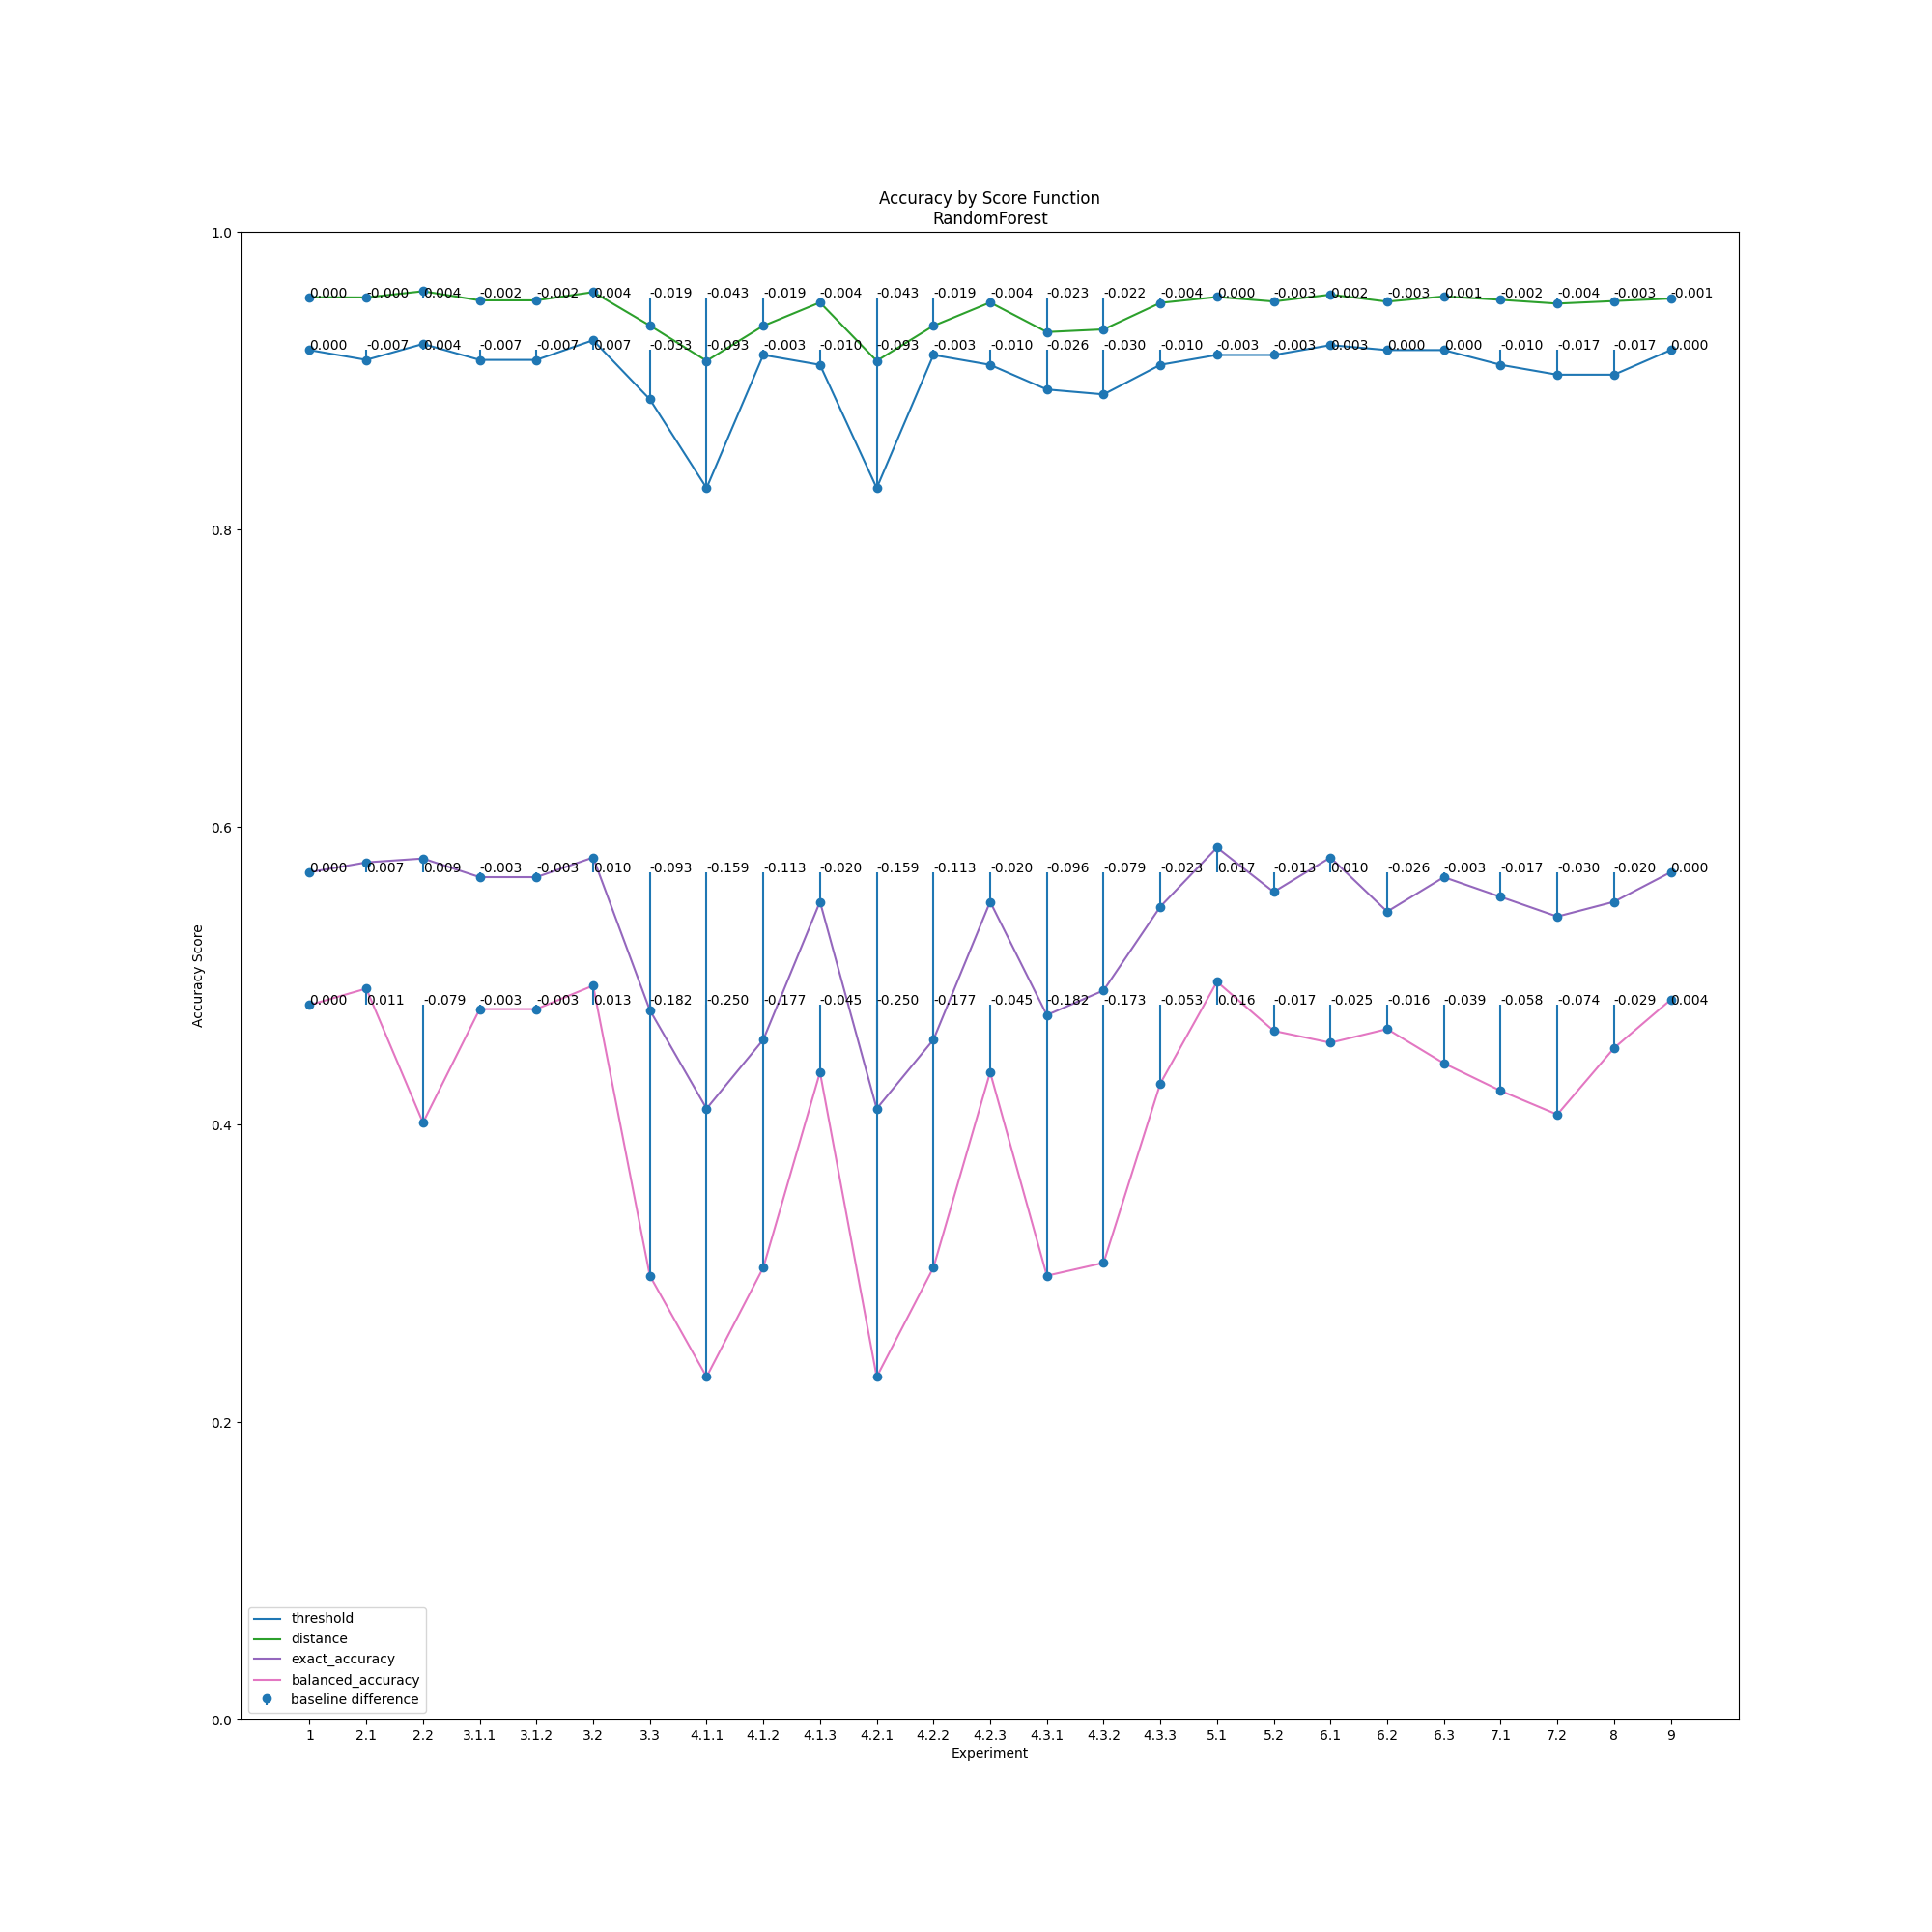 Accuracy by Score Function
RandomForest
1.0
0.000 -0.000 0.004 -0.002 -0.002 0.004 -0.019 -0.043 -0.019 -0.004 -0.043 -0.019 -0.004 -0.023 -0.022 -0.004 0.000 -0.003 0.002 -0.003 0.001 -0.002 -0.004 -0.003 -0.001
0.000 -0.007 0.004 -0.007 -0.007 0.007 -0.033 -0.093 -0.003 -0.010 -0.093 -0.003 -0.010 -0.026 -0.030 -0.010 -0.003 -0.003 0.003 0.000 0.000 -0.010 -0.017 -0.017 0.000
0.8
0.6
0.000 0.007 0.009 -0.003 -0.003 0.010 -0.093 -0.159 -0.113 -0.020 -0.159 -0.113 -0.020 -0.096 -0.079 -0.023 0.017 -0.013 0.010 -0.026 -0.003 -0.017 -0.030 -0.020 0.000
Accuracy Score
0.000 0.011 -0.079 -0.003 -0.003 0.013 -0.182 -0.250 -0.177 -0.045 -0.250 -0.177 -0.045 -0.182 -0.173 -0.053 0.016 -0.017 -0.025 -0.016 -0.039 -0.058 -0.074 -0.029 0.004
0.4
0.2
threshold
distance
exact_accuracy
balanced_accuracy
baseline difference
0.0
1 2.1 2.2 3.1.1 3.1.2 3.2 3.3 4.1.1 4.1.2 4.1.3 4.2.1 4.2.2 4.2.3 4.3.1 4.3.2 4.3.3 5.1 5.2 6.1 6.2 6.3 7.1 7.2 8 9
Experiment